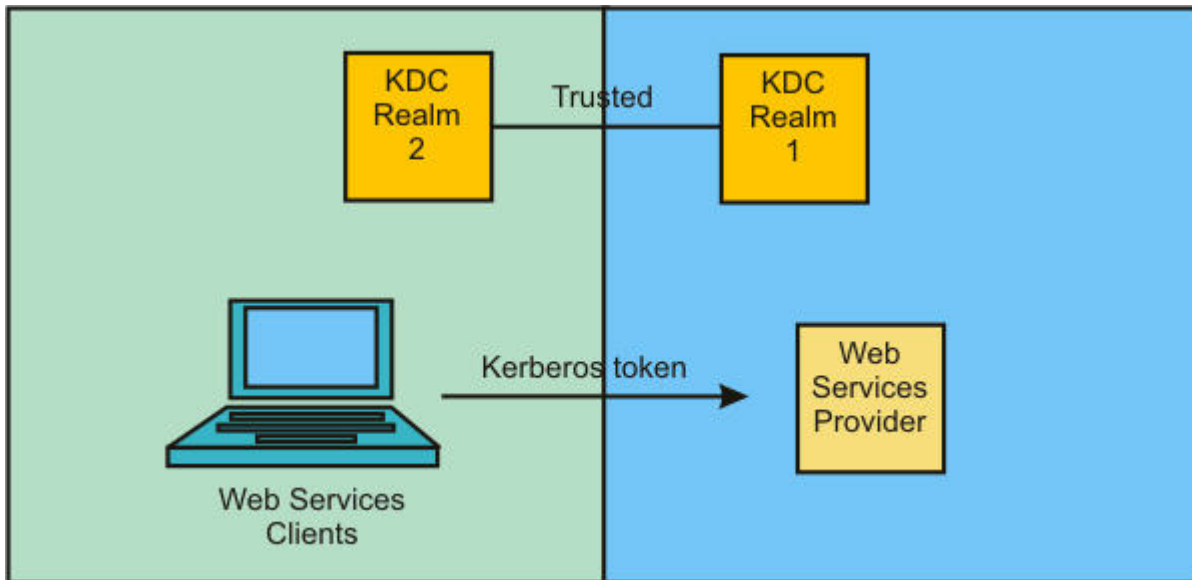 KDC
Realm
2
Trusted
KDC
Realm
1
Kerberos token
Web
Services
Provider
Web Services
Clients